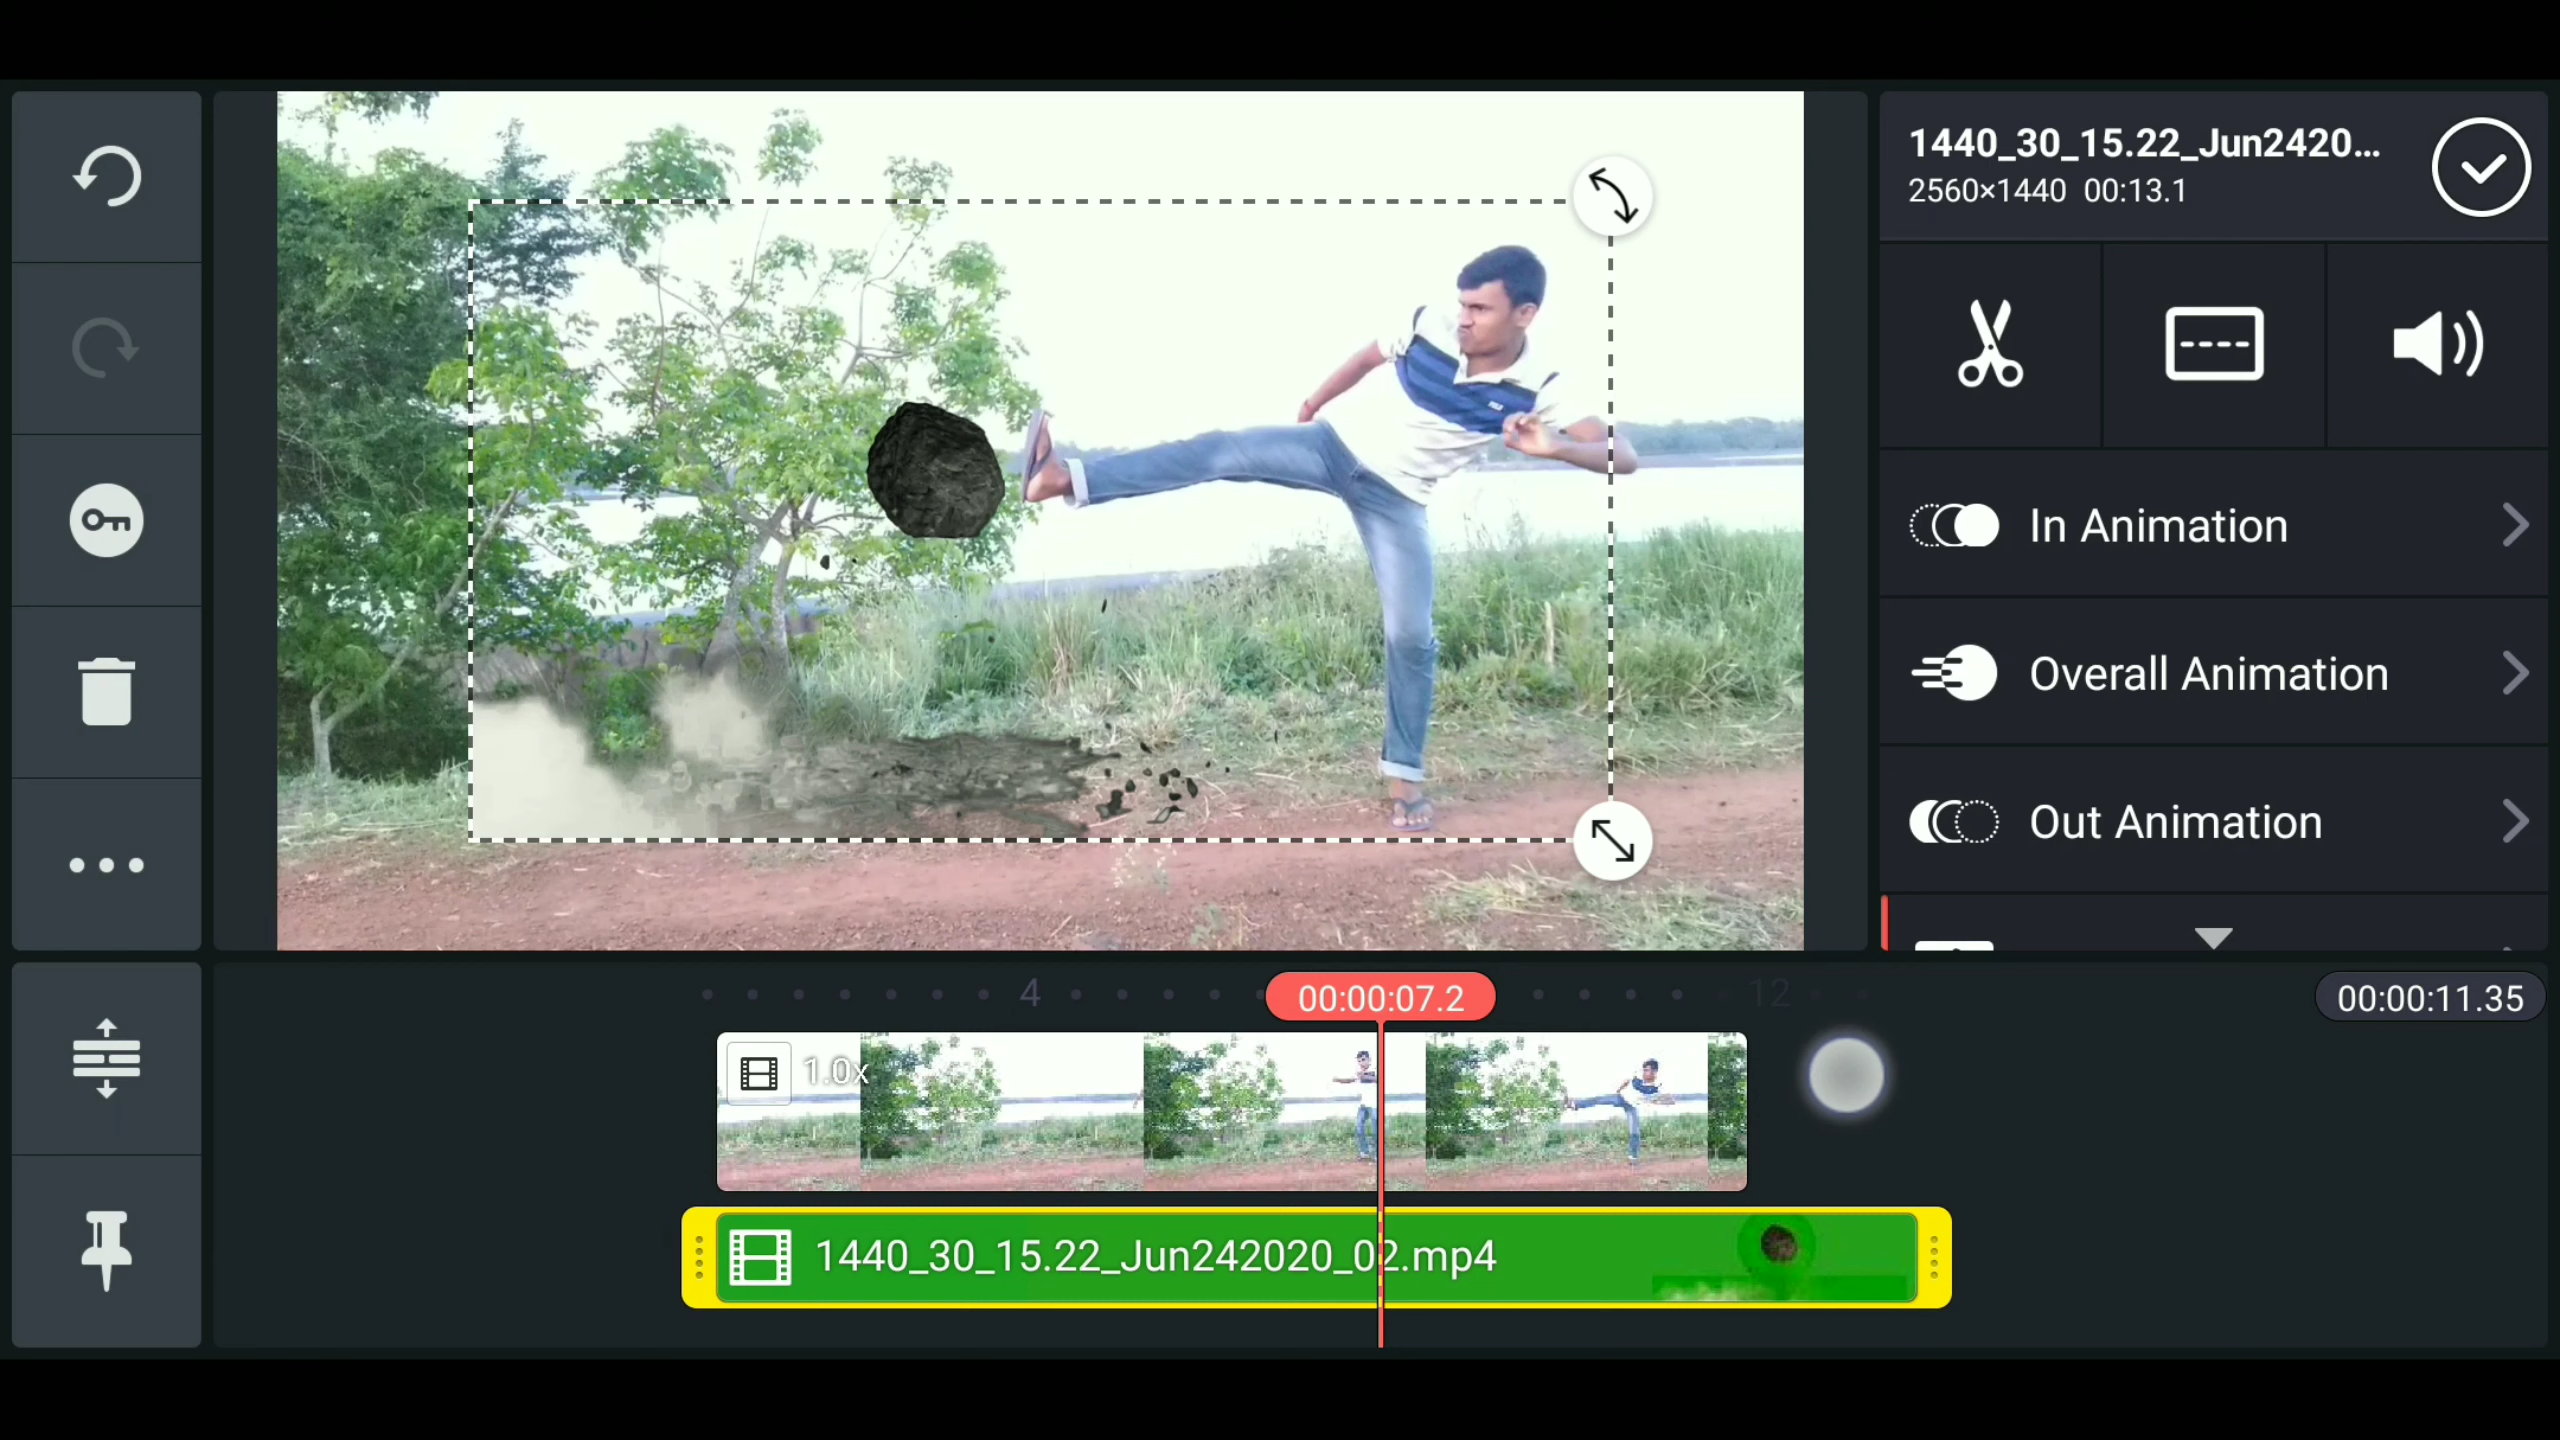 1440_30_15.22_Jun2420...
2560×1440 00:13.1
In Animation
Overall Animation
Out Animation
4
00:00:07.2
12
00:00:11.35
1.0x
1440_30_15.22_Jun242020_02.mp4